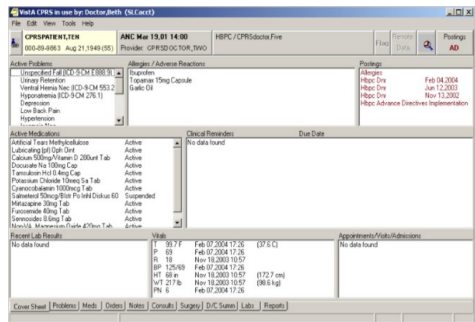 VistA CPRS in use by: Doctor,Beth (SLCacct)
File Edit View Tools Help
CPRSPATIENT,TEN
000-89-8663 Aug 21,1949 (55)
ANC Mar 19,01 14:00
Provider: CPRSDOCTOR,TWO
HBPC / CPRSdoctor,Five
Flag
Remote Data
Postings
AD
Active Problems
Unspecified Fall (ICD-9-CM E888.9)
Urinary Retention
Ventral Hernia Nec (ICD-9-CM 553.2
Hyponatremia (ICD-9-CM 276.1)
Depression
Low Back Pain
Hypertension
Allergies / Adverse Reactions
Ibuprofen
Topamax 15mg Capsule
Garlic Oil
Postings
Allergies
Hbpc Dnr Feb 04,2004
Hbpc Dnr Jun 12,2003
Hbpc Dnr Nov 13,2002
Hbpc Advance Directives Implementation
Active Medications
Artificial Tears Methylcellulose Active
Lubricating (pf) Oph Oint Active
Calcium 500mg/Vitamin D 200unt Tab Active
Docusate Na 100mg Cap Active
Tamsulosin Hcl 0.4mg Cap Active
Potassium Chloride 10meq Sa Tab Active
Cyanocobalamin 1000mcg Tab Active
Salmeterol 50mcg/Blstr Po Inhl Diskus 60 Suspended
Mirtazapine 30mg Tab Active
Furosemide 40mg Tab Active
Sennosides 8.6mg Tab Active
Non-VA Magnesium Oxide 420mg Tab Active
Clinical Reminders Due Date
No data found
Recent Lab Results
No data found
Vitals
T 99.7 F Feb 07,2004 17:26 (37.6 C)
P 69 Feb 07,2004 17:26
R 18 Nov 18,2003 10:57
BP 125/69 Feb 07,2004 17:26
HT 68 in Nov 18,2003 10:57 (172.7 cm)
WT 217 lb Nov 18,2003 10:57 (98.6 kg)
PN 6 Feb 07,2004 17:26
Appointments/Visits/Admissions
No data found
Cover Sheet Problems Meds Orders Notes Consults Surgery D/C Summ Labs Reports